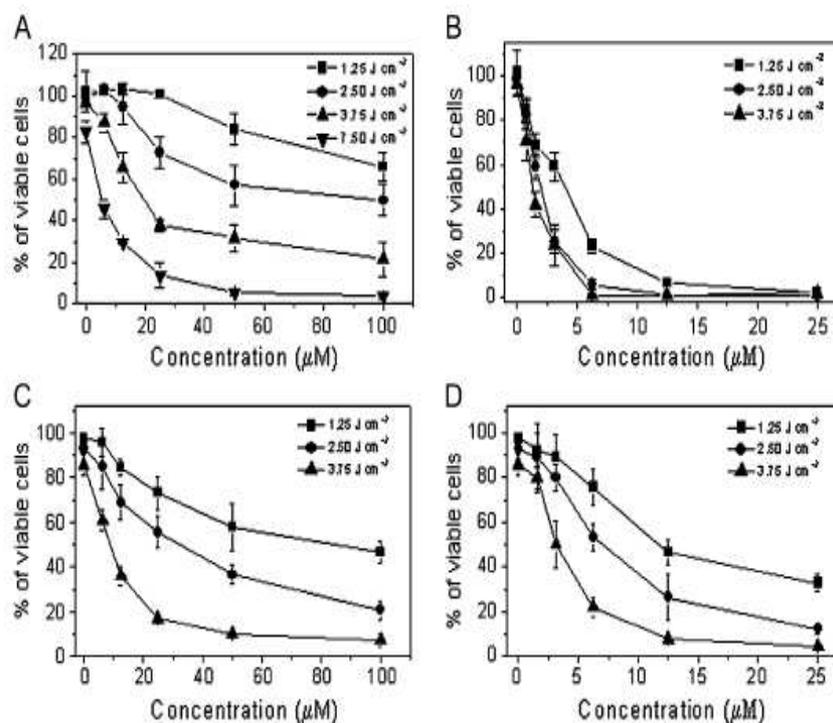 A
% of viable cells
120
100
80
60
40
20
0
1.25 J cm⁻²
2.50 J cm⁻²
3.75 J cm⁻²
7.50 J cm⁻²
0 20 40 60 80 100
Concentration (µM)
B
% of viable cells
100
80
60
40
20
0
1.25 J cm⁻²
2.50 J cm⁻²
3.75 J cm⁻²
0 5 10 15 20 25
Concentration (µM)
C
% of viable cells
100
80
60
40
20
0
1.25 J cm⁻²
2.50 J cm⁻²
3.75 J cm⁻²
0 20 40 60 80 100
Concentration (µM)
D
% of viable cells
100
80
60
40
20
0
1.25 J cm⁻²
2.50 J cm⁻²
3.75 J cm⁻²
0 5 10 15 20 25
Concentration (µM)